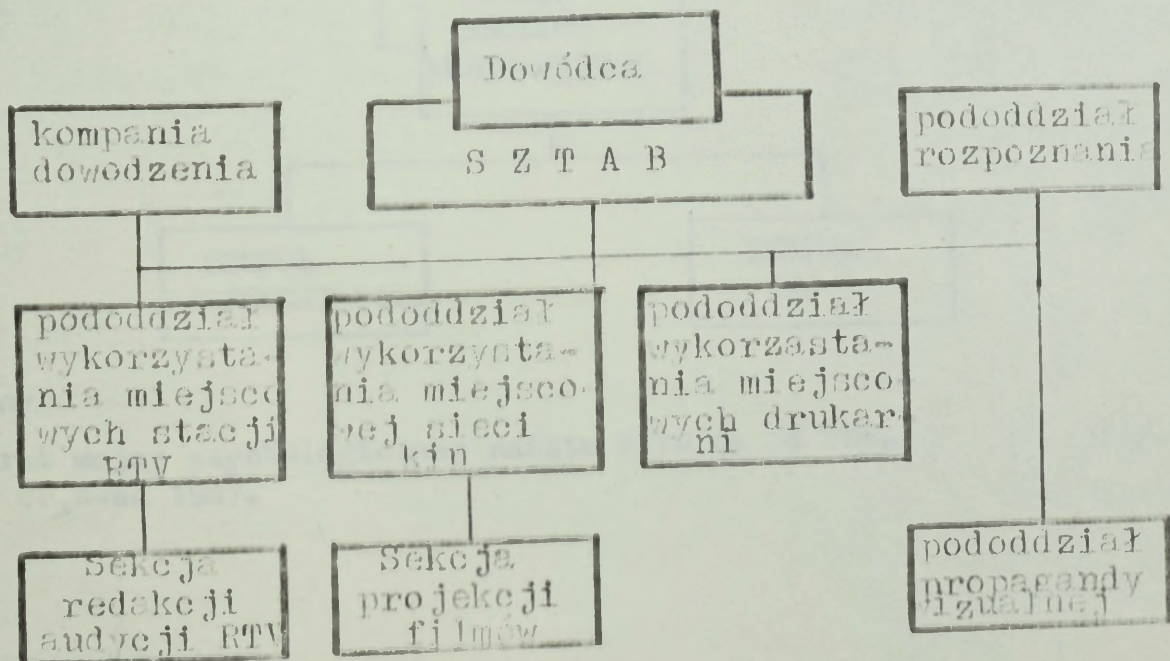 Dowódca
S Z T A B
kompania
dowodzenia
pododdział
rozpoznania
pododdział
wykorzysta-
nia miejsco
wych stacji
RTV
pododdział
wykorzysta-
nia miejsco-
wej sieci
kin
pododdział
wykorzasta-
nia miejsco
wych drukar-
ni
Sekcja
redakcji
audycji RTV
Sekcja
projekcji
filmów
pododdział
propagandy
wizualnej